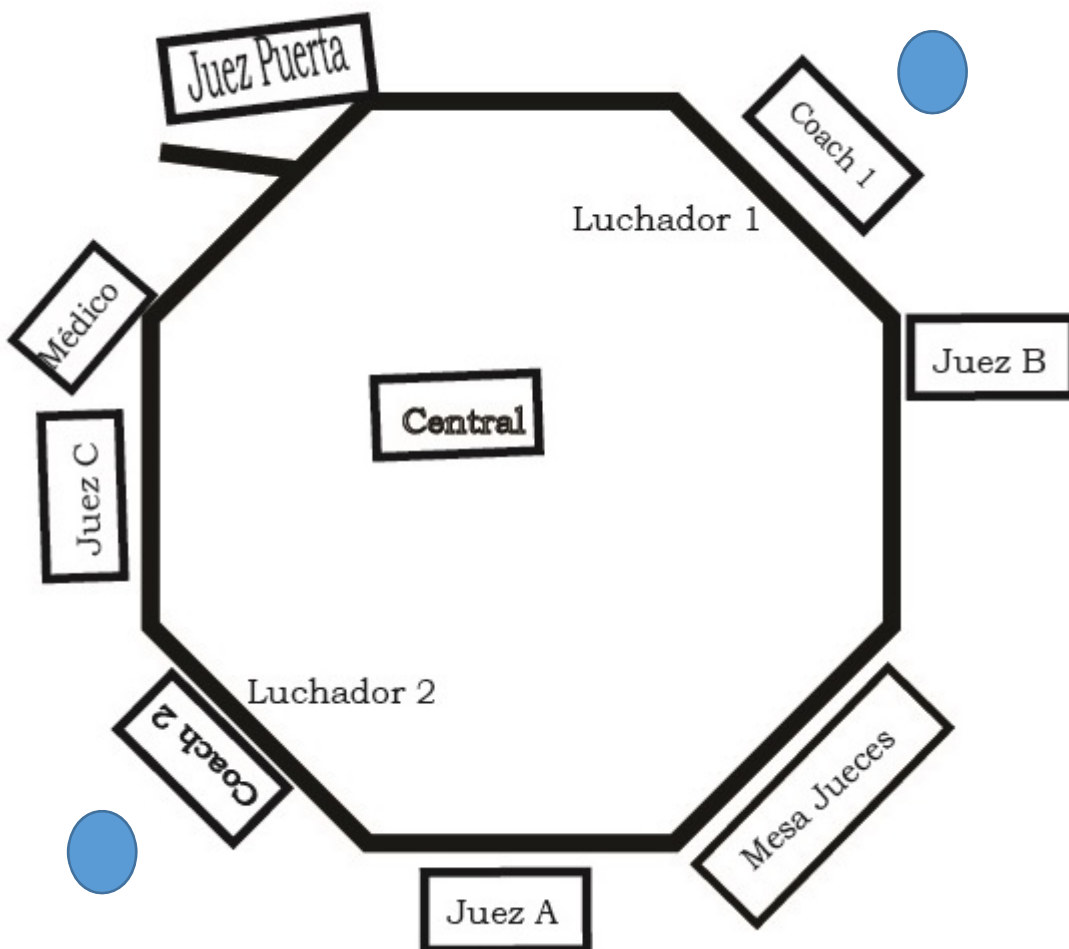 Juez Puerta
Coach 1
Luchador 1
Médico
Juez B
Central
Juez C
Luchador 2
Coach 2
Mesa Jueces
Juez A